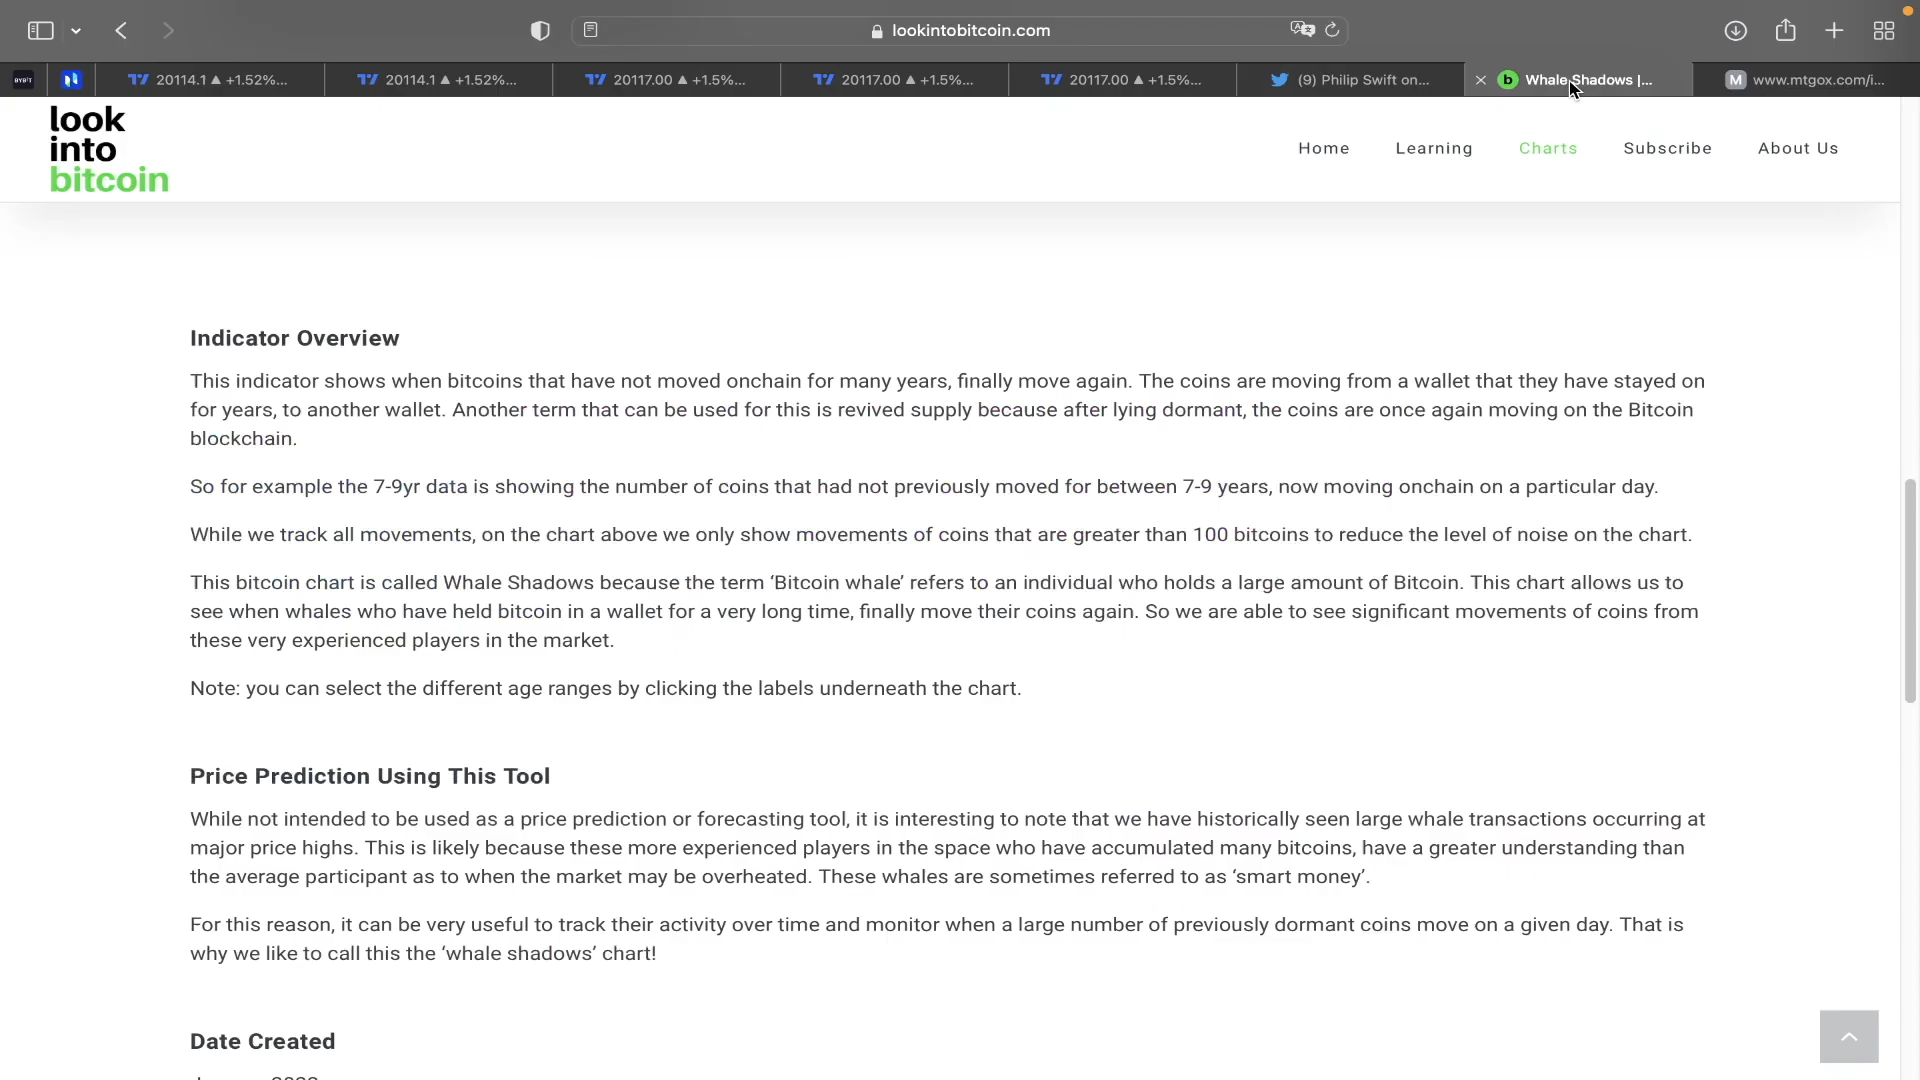 lookintobitcoin.com
BYBIT
20114.1 ▲ +1.52%...
20114.1 ▲ +1.52%...
20117.00 ▲ +1.5%...
20117.00 ▲ +1.5%...
20117.00 ▲ +1.5%...
(9) Philip Swift on...
b
Whale Shadows |...
M
www.mtgox.com/i...
look
into
bitcoin
Home
Learning
Charts
Subscribe
About Us
Indicator Overview
This indicator shows when bitcoins that have not moved onchain for many years, finally move again. The coins are moving from a wallet that they have stayed on
for years, to another wallet. Another term that can be used for this is revived supply because after lying dormant, the coins are once again moving on the Bitcoin
blockchain.
So for example the 7-9yr data is showing the number of coins that had not previously moved for between 7-9 years, now moving onchain on a particular day.
While we track all movements, on the chart above we only show movements of coins that are greater than 100 bitcoins to reduce the level of noise on the chart.
This bitcoin chart is called Whale Shadows because the term ‘Bitcoin whale’ refers to an individual who holds a large amount of Bitcoin. This chart allows us to
see when whales who have held bitcoin in a wallet for a very long time, finally move their coins again. So we are able to see significant movements of coins from
these very experienced players in the market.
Note: you can select the different age ranges by clicking the labels underneath the chart.
Price Prediction Using This Tool
While not intended to be used as a price prediction or forecasting tool, it is interesting to note that we have historically seen large whale transactions occurring at
major price highs. This is likely because these more experienced players in the space who have accumulated many bitcoins, have a greater understanding than
the average participant as to when the market may be overheated. These whales are sometimes referred to as ‘smart money’.
For this reason, it can be very useful to track their activity over time and monitor when a large number of previously dormant coins move on a given day. That is
why we like to call this the ‘whale shadows’ chart!
Date Created